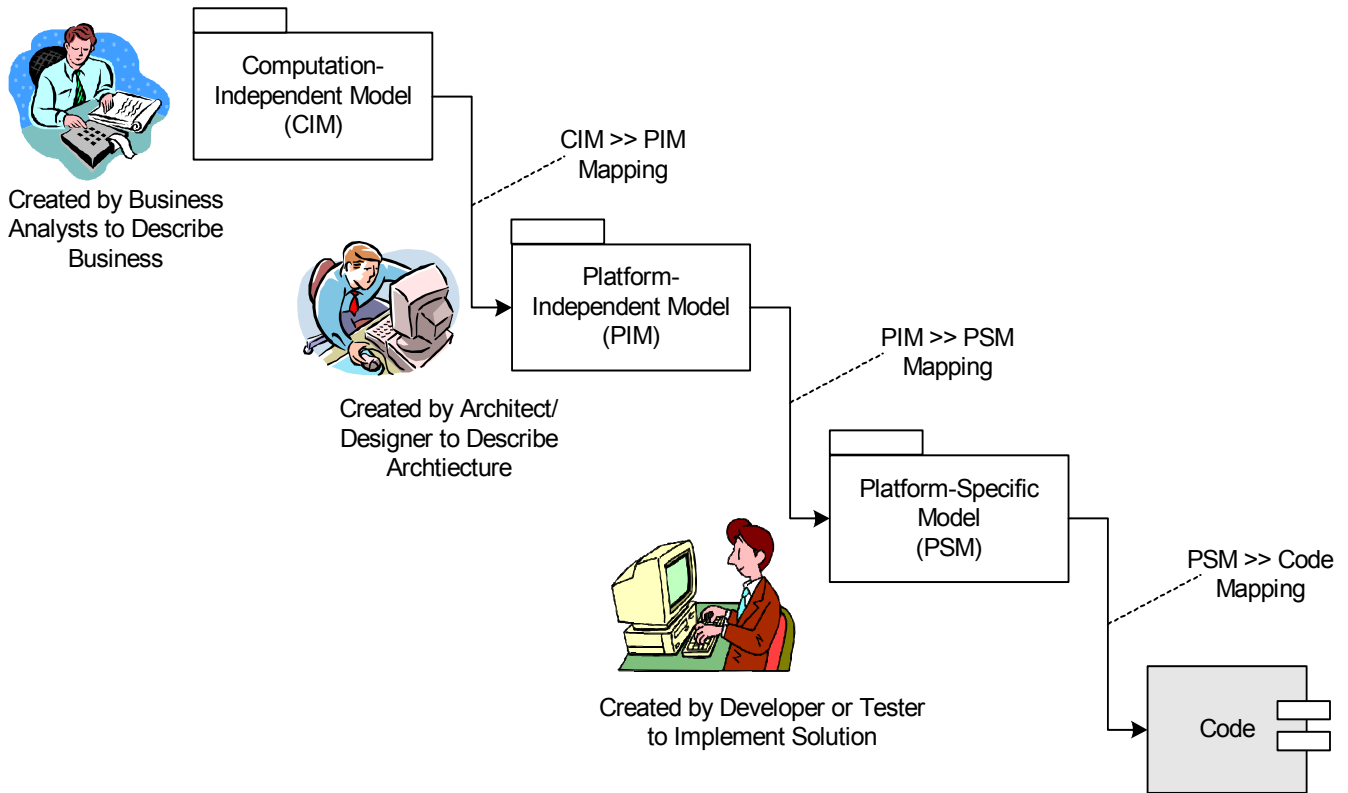 Computation-
Independent Model
(CIM)
CIM >> PIM
Mapping
Created by Business
Analysts to Describe
Business
Platform-
Independent Model
(PIM)
PIM >> PSM
Mapping
Created by Architect/
Designer to Describe
Archtiecture
Platform-Specific
Model
(PSM)
PSM >> Code
Mapping
Created by Developer or Tester
to Implement Solution
Code